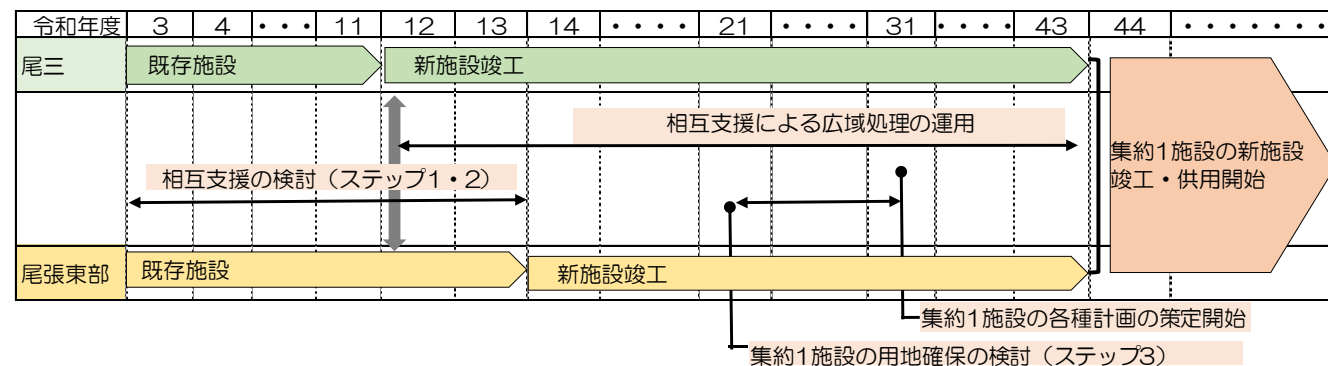 令和年度 3 4 ・・・ 11 12 13 14 ・・・・ 21 ・・・・ 31 ・・・・ 43 44 ・・・・・・・
尾三 既存施設 新施設竣工
相互支援による広域処理の運用
集約1施設の新施設
竣工・供用開始
相互支援の検討（ステップ1・2）
尾張東部 既存施設 新施設竣工
集約1施設の各種計画の策定開始
集約1施設の用地確保の検討（ステップ3）